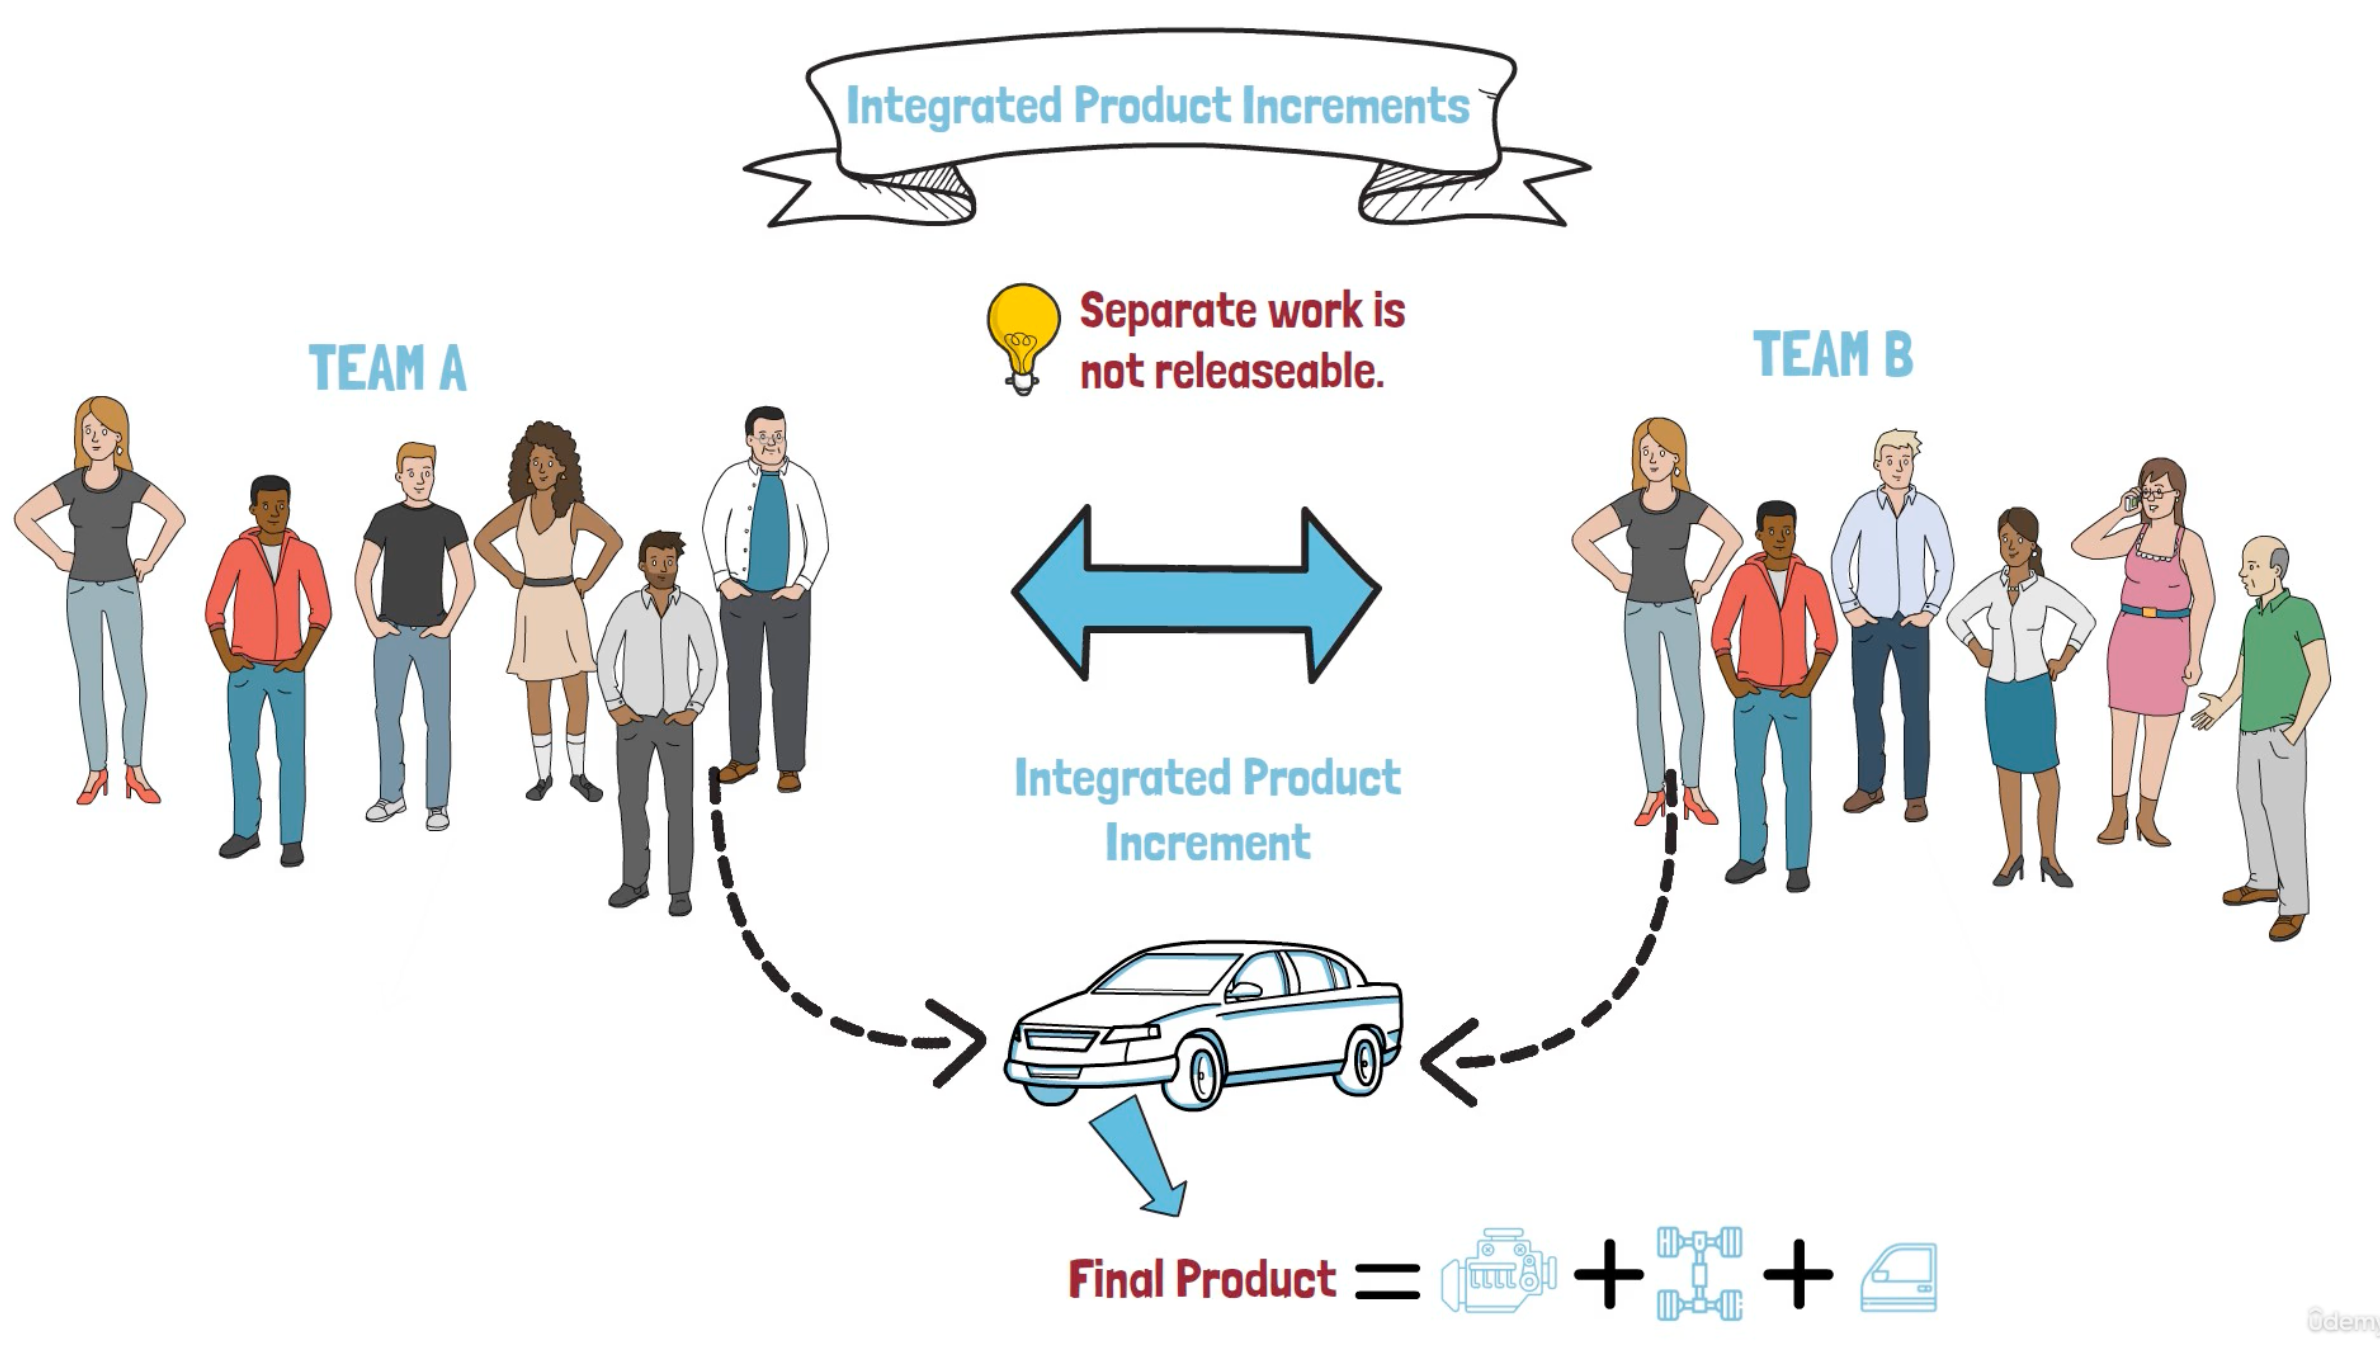 Integrated Product Increments
Separate work is
not releaseable.
TEAM A
TEAM B
Integrated Product
Increment
Final Product = + +
ûdemy